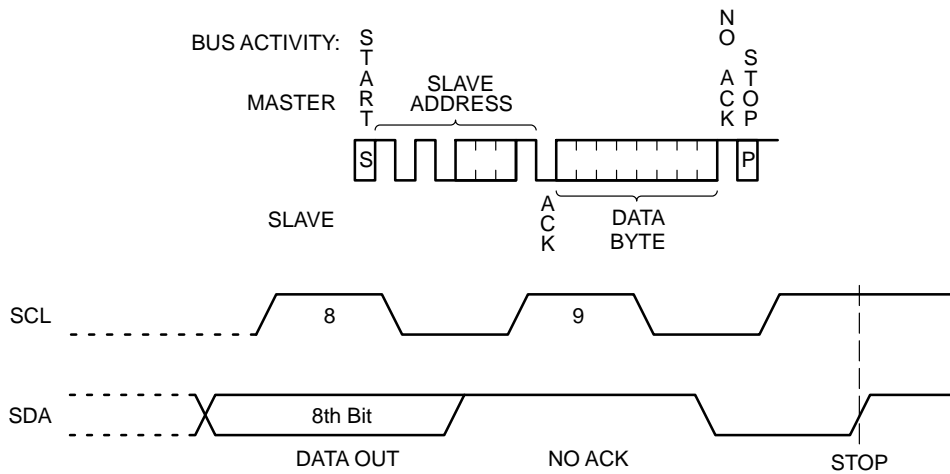 BUS ACTIVITY:
MASTER
START
SLAVE
ADDRESS
NO ACK
STOP
S
P
SLAVE
ACK
DATA
BYTE
SCL
8
9
SDA
8th Bit
DATA OUT
NO ACK
STOP